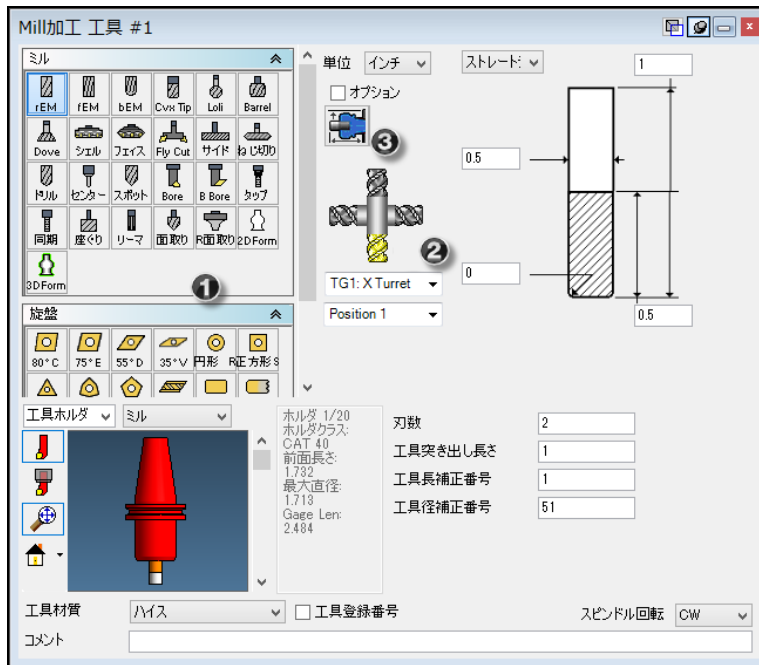 Mill加工 工具 #1
ミル
rEM fEM bEM Cvx Tip Loli Barrel
Dove シェル フェイス Fly Cut サイド ねじ切り
ドリル センター スポット Bore B Bore タップ
同期 座ぐり リーマ 面取り R面取り 2D Form
3D Form
1
旋盤
80°C 75°E 55°D 35°V 円形 R 正方形 S
単位 インチ ストレート
1
オプション
3
0.5
2
TG1: X Turret
0
Position 1
0.5
工具ホルダ ミル
ホルダ 1/20
ホルダクラス:
CAT 40
前面長さ:
1.732
最大直径:
1.713
Gage Len:
2.484
刃数 2
工具突き出し長さ 1
工具長補正番号 1
工具径補正番号 51
工具材質 ハイス 工具登録番号 スピンドル回転 CW
コメント